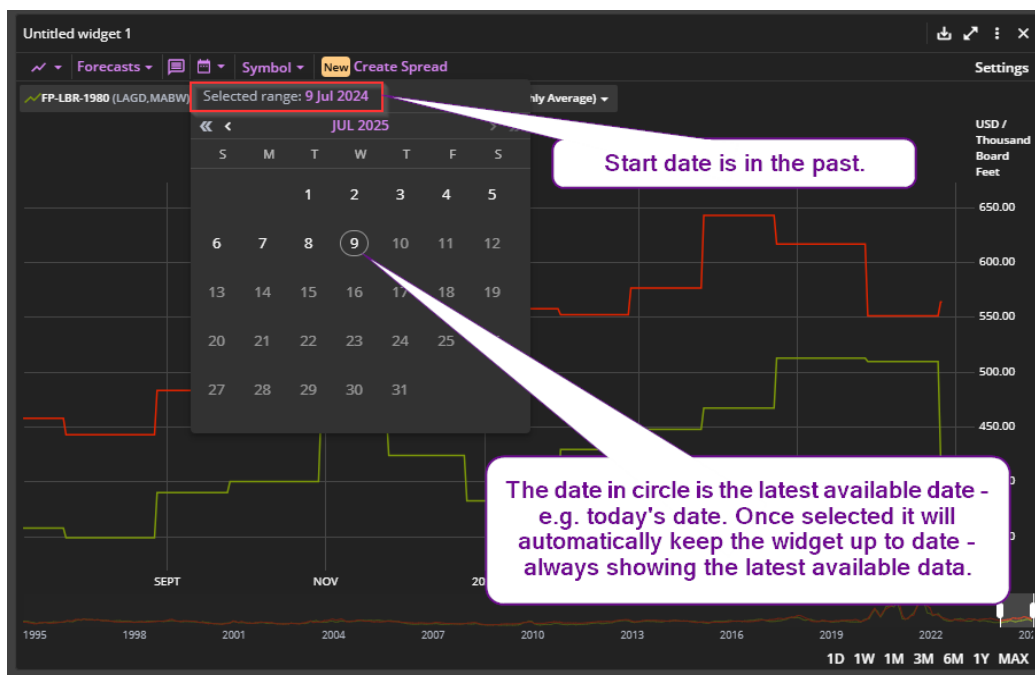 Untitled widget 1
Forecasts Symbol New Create Spread Settings
FP-LBR-1980 (LAGD,MABW) Selected range: 9 Jul 2024 hly Average)
JUL 2025
S M T W T F S
1 2 3 4 5
6 7 8 9 10 11 12
13 14 15 16 17 18 19
20 21 22 23 24 25
27 28 29 30 31
Start date is in the past.
USD /
Thousand
Board
Feet
650.00
600.00
550.00
500.00
450.00
The date in circle is the latest available date -
e.g. today's date. Once selected it will
automatically keep the widget up to date -
always showing the latest available data.
SEPT NOV 20
1995 1998 2001 2004 2007 2010 2013 2016 2019 2022 20
1D 1W 1M 3M 6M 1Y MAX